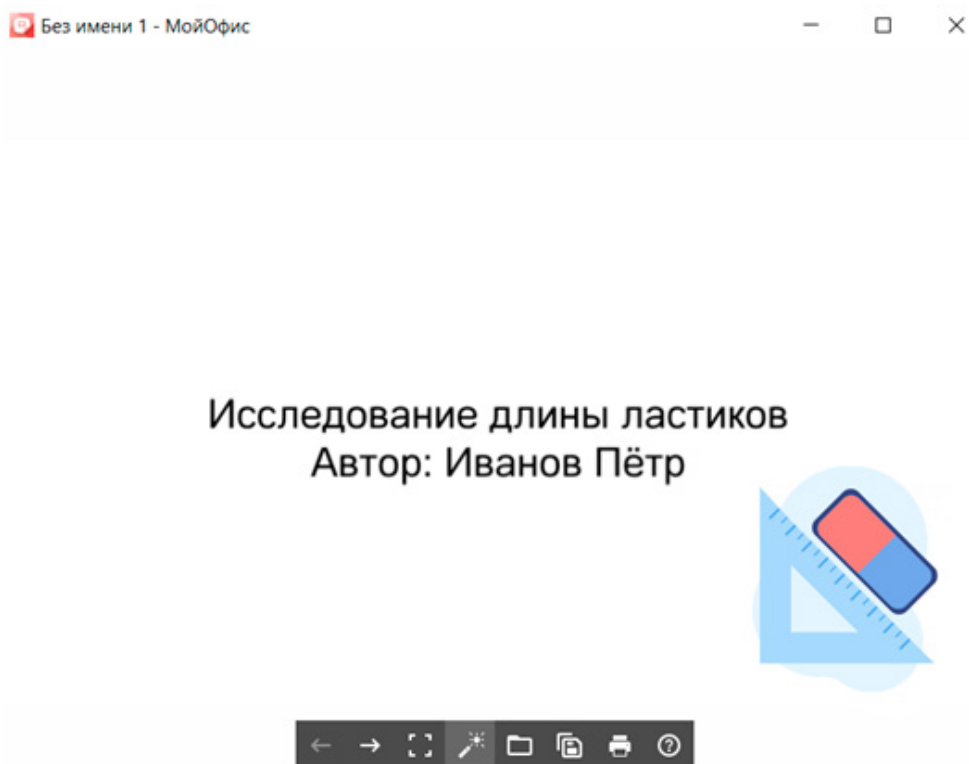 Без имени 1 - МойОфис
Исследование длины ластиков
Автор: Иванов Пётр